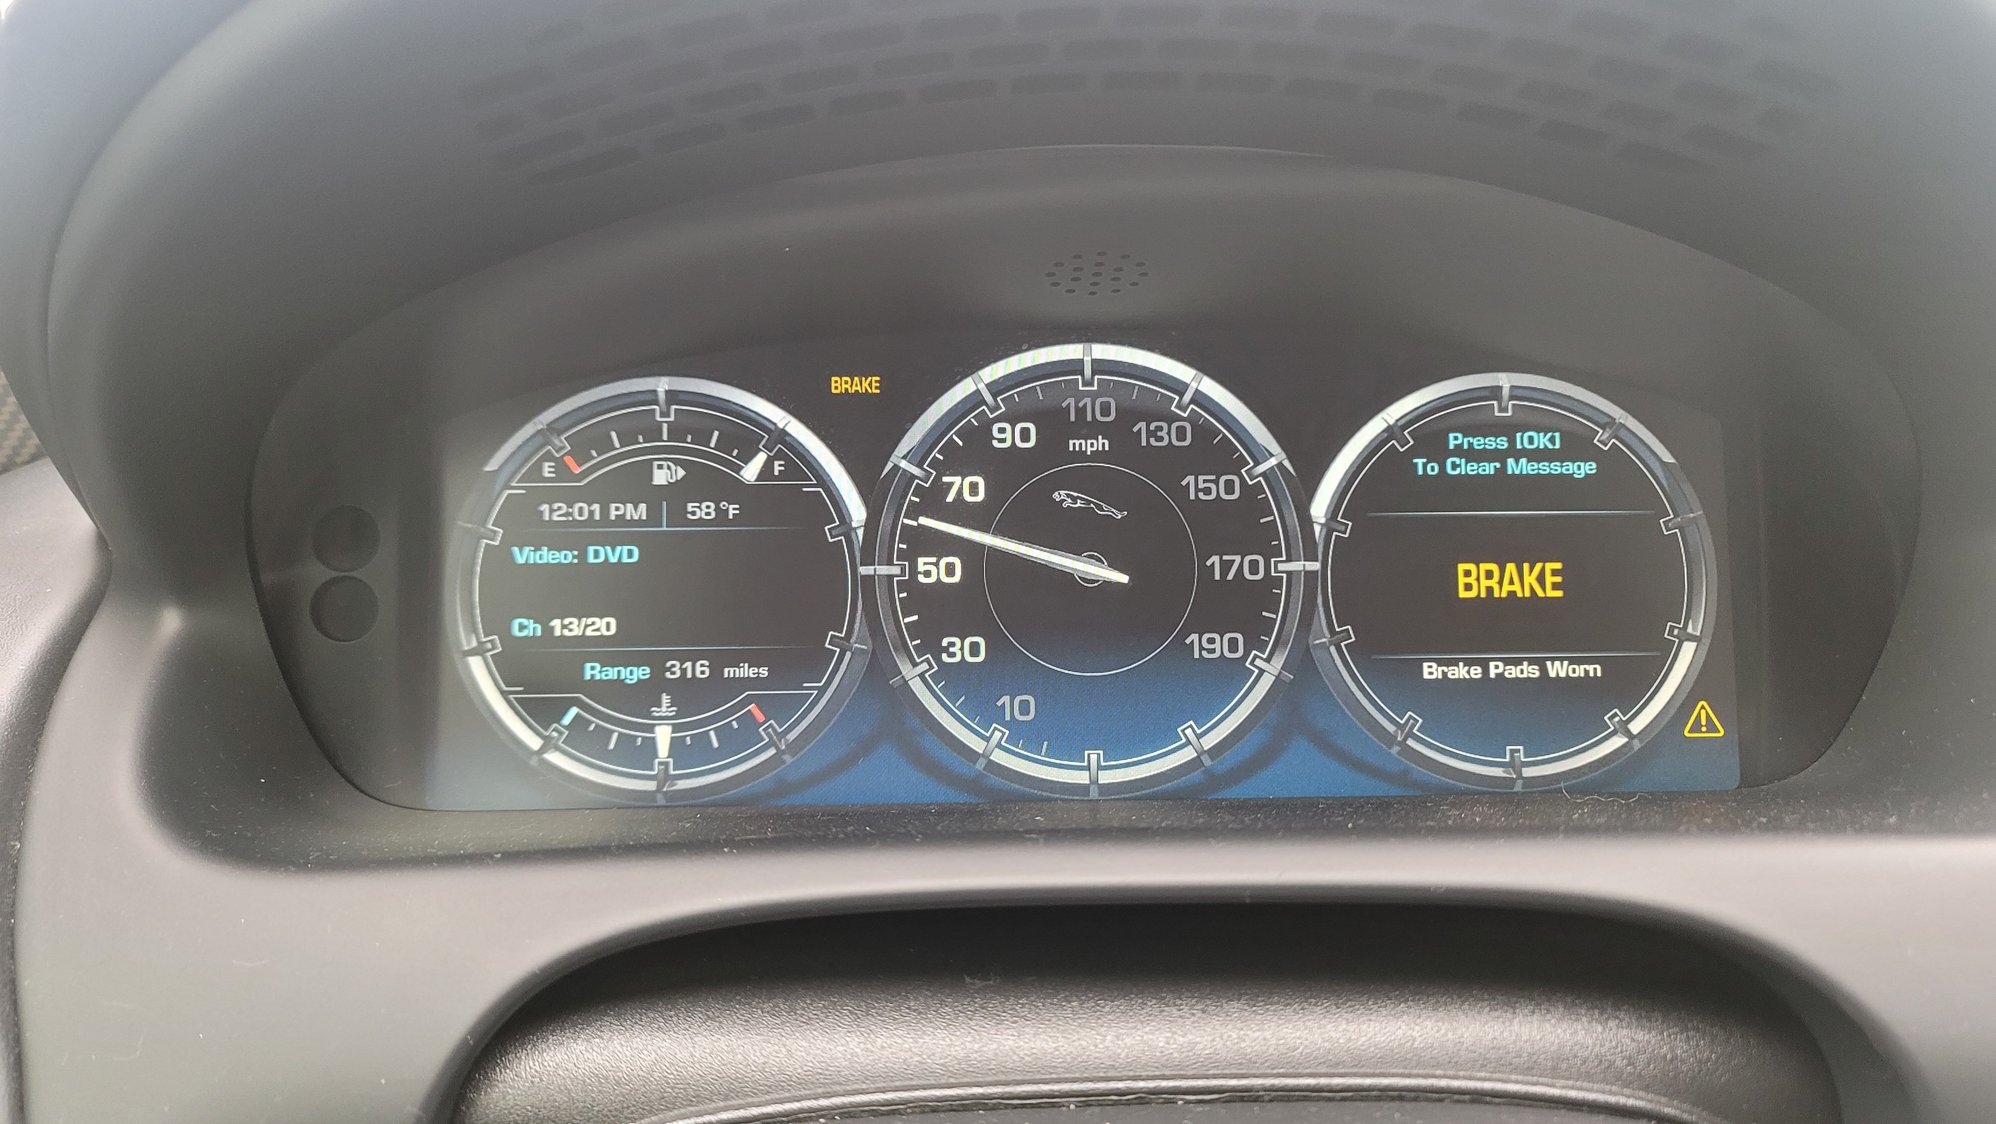 BRAKE
E F
12:01 PM 58°F
Video: DVD
Ch 13/20
Range 316 miles
110
mph
90 130
70 150
50 170
30 190
10
Press [OK]
To Clear Message
BRAKE
Brake Pads Worn